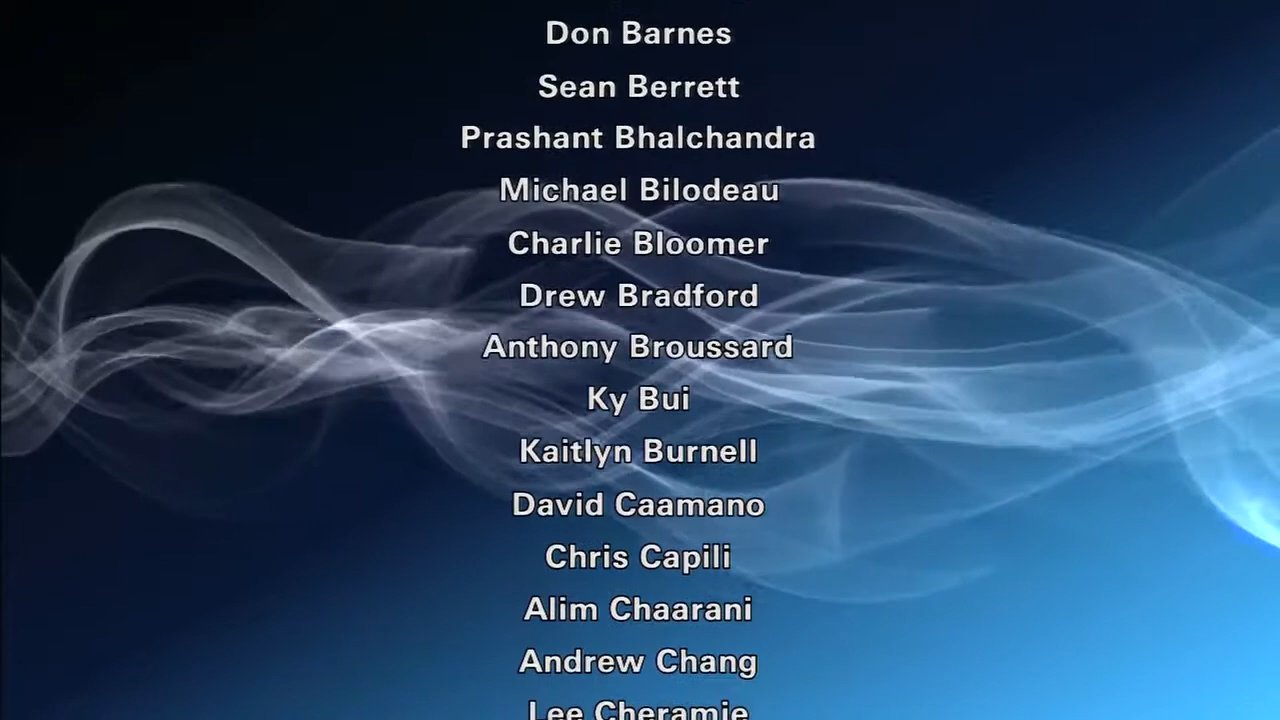 Don Barnes
Sean Berrett
Prashant Bhalchandra
Michael Bilodeau
Charlie Bloomer
Drew Bradford
Anthony Broussard
Ky Bui
Kaitlyn Burnell
David Caamano
Chris Capili
Alim Chaarani
Andrew Chang
Lee Cheramie